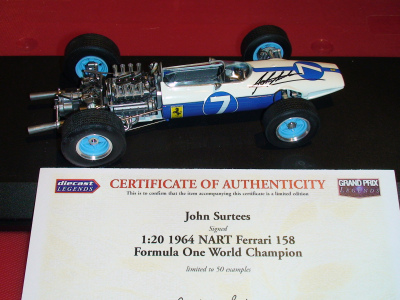 7
7
diecast
LEGENDS
CERTIFICATE OF AUTHENTICITY
GRAND PRIX
LEGENDS
This is to confirm that the item accompanying this certificate is a limited edition
John Surtees
Signed
1:20 1964 NART Ferrari 158
Formula One World Champion
limited to 50 examples